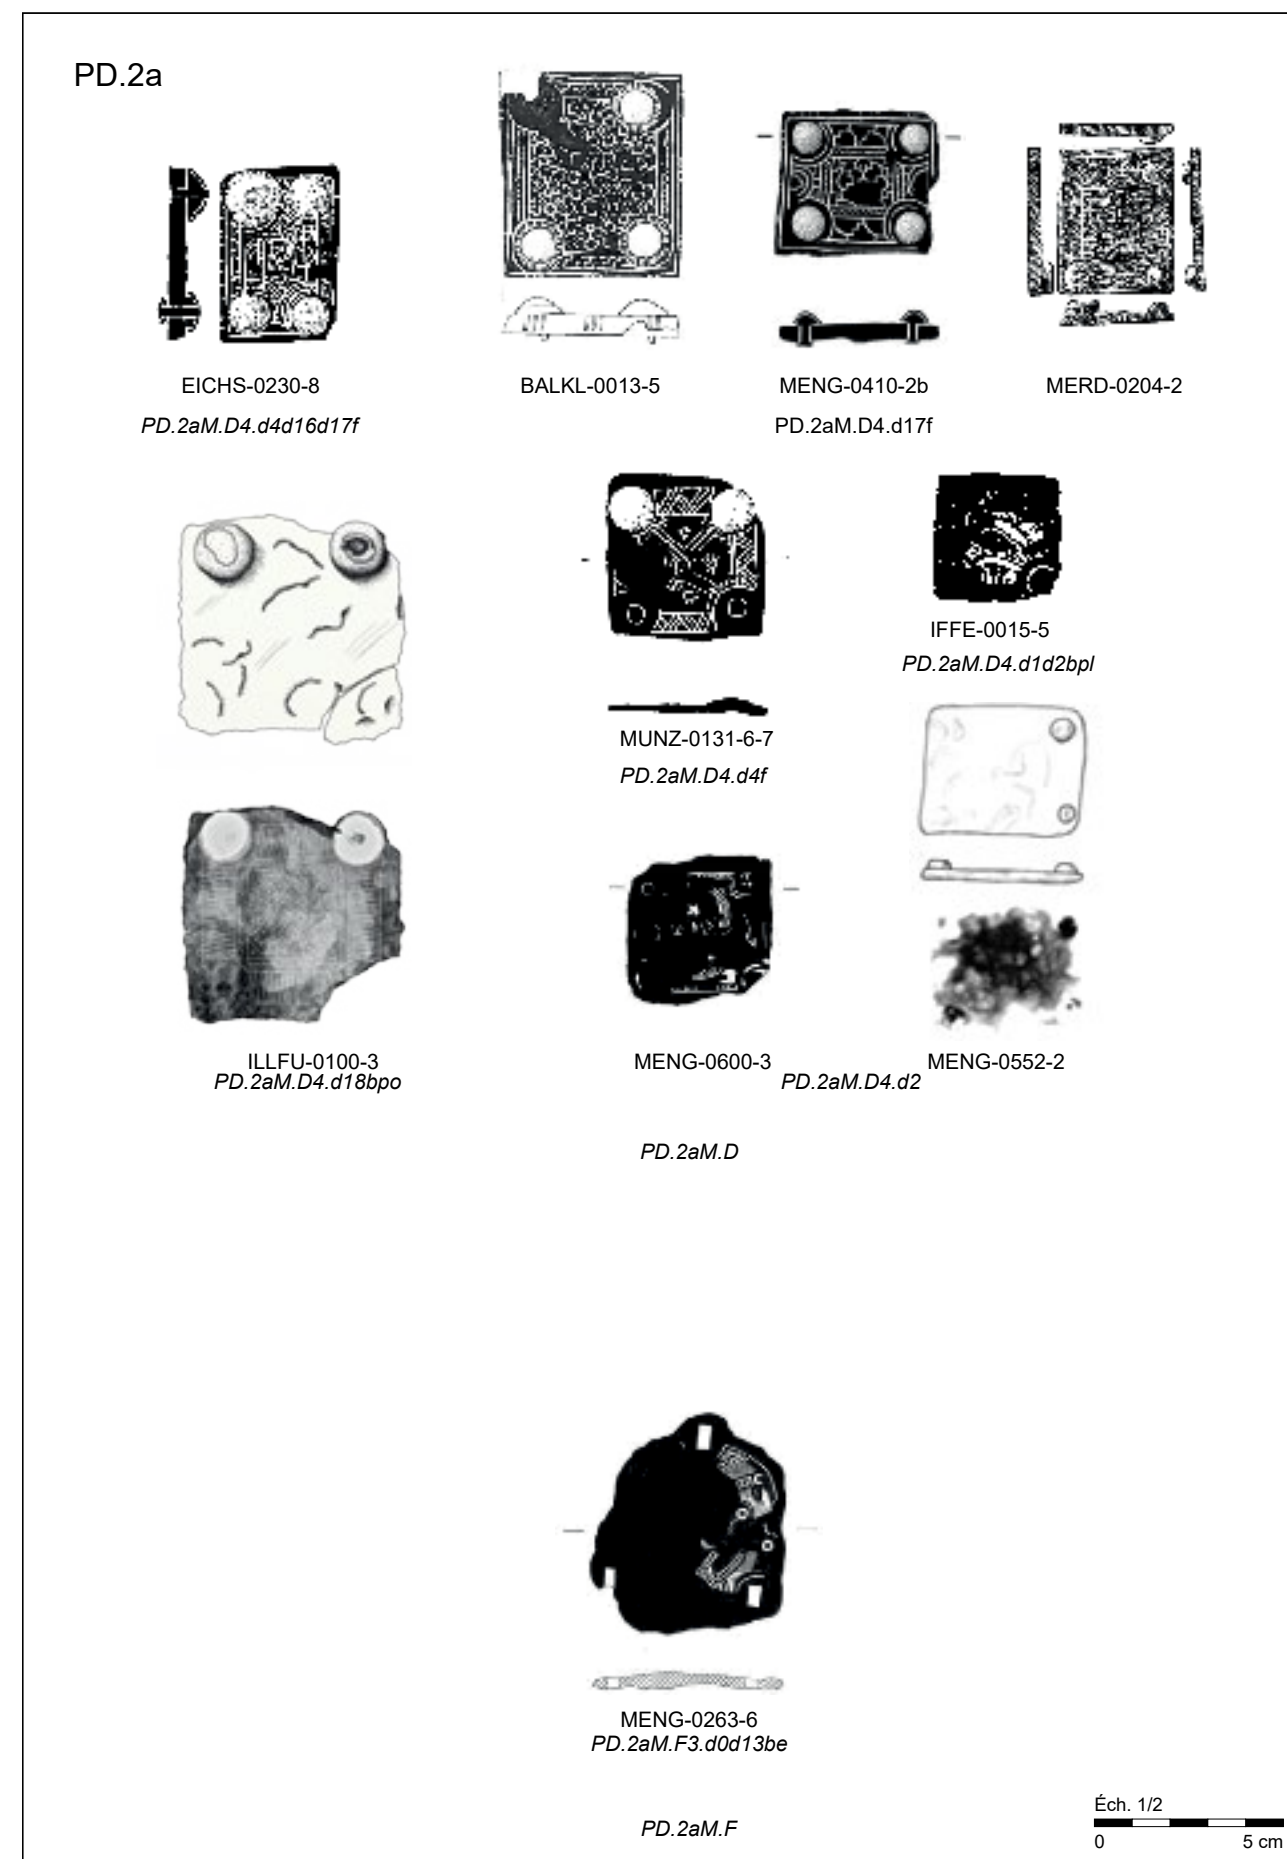 PD.2a
EICHS-0230-8
BALKL-0013-5
MENG-0410-2b
MERD-0204-2
PD.2aM.D4.d4d16d17f
PD.2aM.D4.d17f
IFFE-0015-5
PD.2aM.D4.d1d2bpl
MUNZ-0131-6-7
PD.2aM.D4.d4f
ILLFU-0100-3
MENG-0600-3
MENG-0552-2
PD.2aM.D4.d18bpo
PD.2aM.D4.d2
PD.2aM.D
MENG-0263-6
PD.2aM.F3.d0d13be
PD.2aM.F
Éch. 1/2
0
5 cm